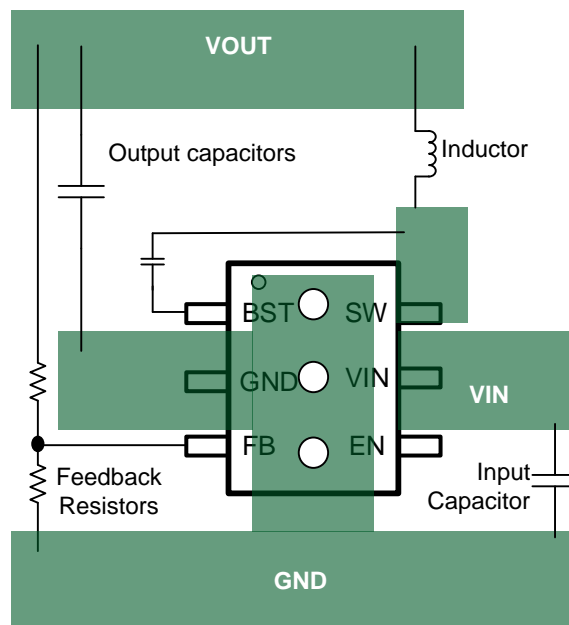 VOUT
Output capacitors
Inductor
BST
SW
GND
VIN
VIN
FB
EN
Feedback
Resistors
Input
Capacitor
GND